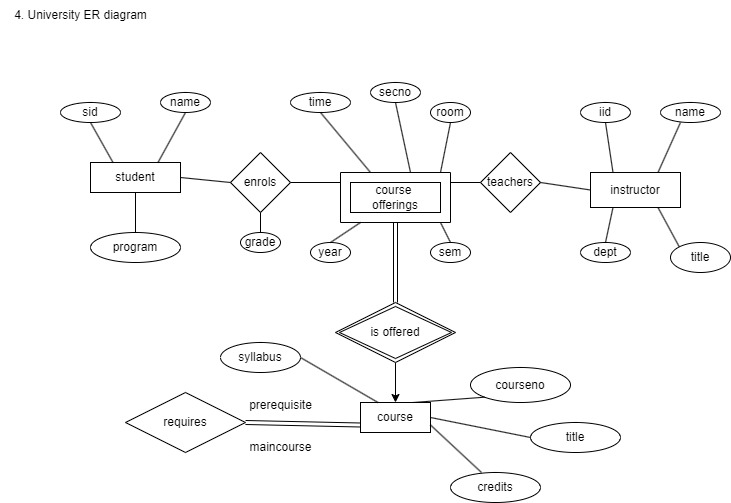 4. University ER diagram
sid
name
time
secno
room
iid
name
student
enrols
course
offerings
teachers
instructor
program
grade
year
sem
dept
title
is offered
syllabus
courseno
prerequisite
requires
course
maincourse
title
credits